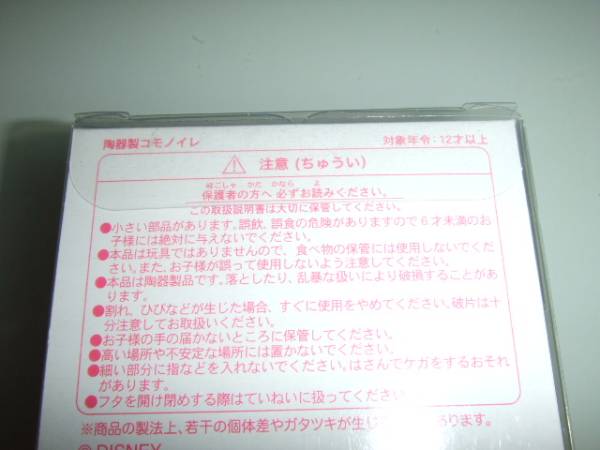 陶器製コモノイレ 対象年令:12才以上
注意(ちゅうい)
ほごしゃ かた かなら よ
保護者の方へ 必ずお読みください。
この取扱説明書は大切に保管してください。
●小さい部品があります。誤飲、誤食の危険がありますので6才未満のお
子様には絶対に与えないでください。
●本品は玩具ではありませんので、食べ物の保管には使用しないでくだ
さい。また、お子様が誤って使用しないよう注意してください。
●本品は陶器製品です。落としたり、乱暴な扱いにより破損することがあ
ります。
●割れ、ひびなどが生じた場合、すぐに使用をやめてください。破片は十
分注意してお取扱いください。
●お子様の手の届かないところに保管してください。
●高い場所や不安定な場所には置かないでください。
●細い部分に指などを入れないでください。はさんでケガをするおそれ
があります。
●フタを開け閉めする際はていねいに扱ってください
※商品の製法上、若干の個体差やガタツキが生じ あります。
© DISNEY